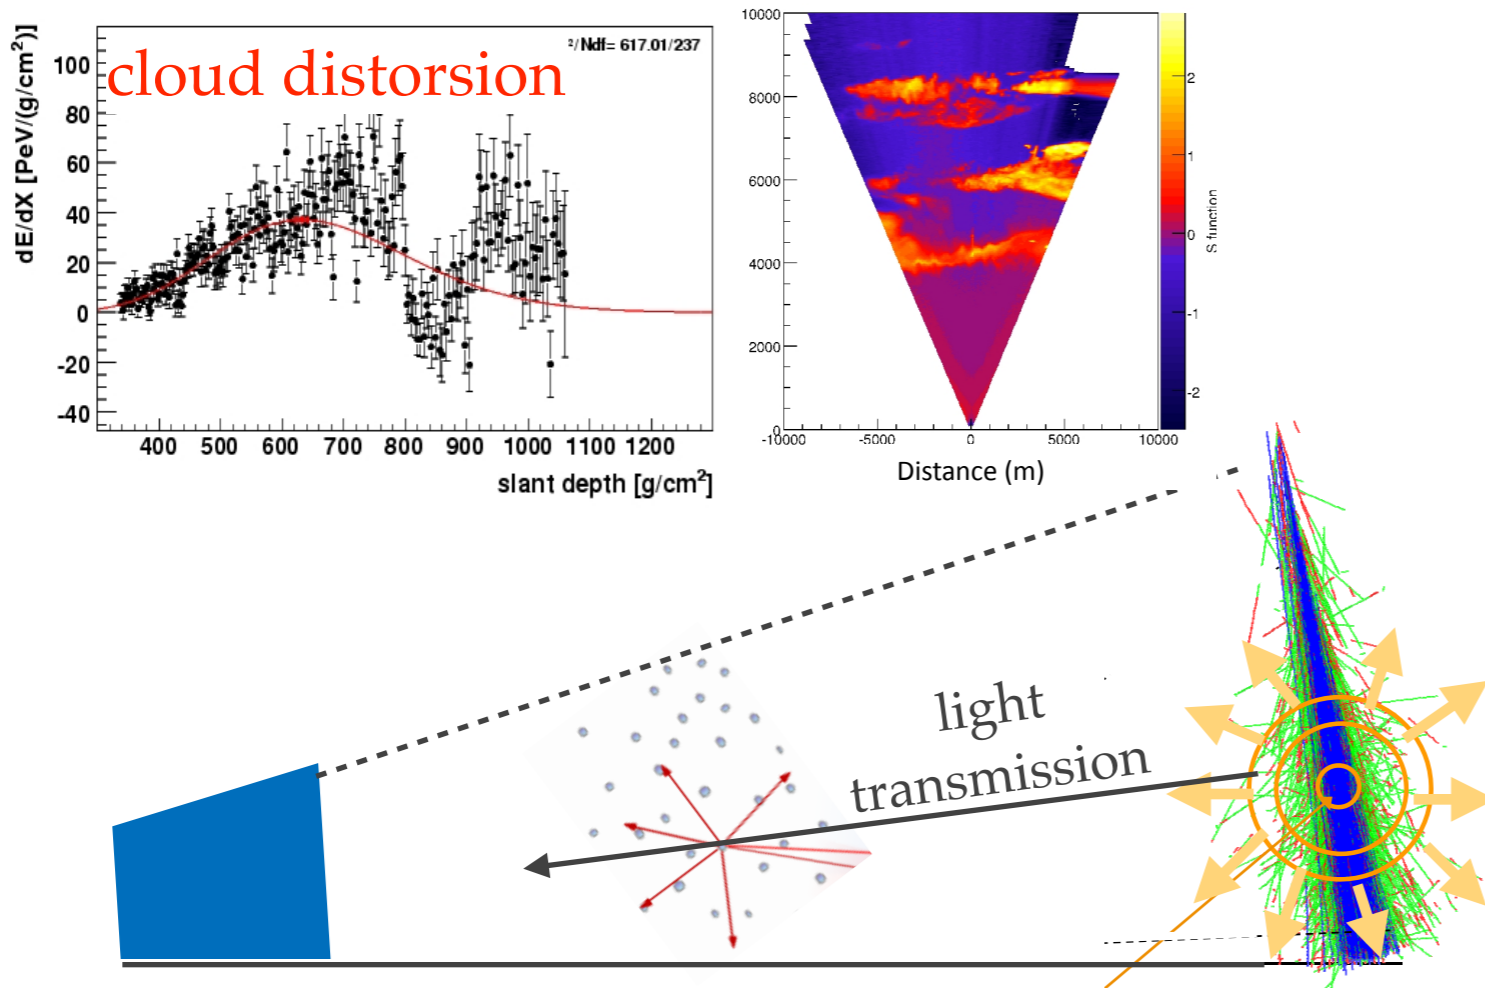 cloud distorsion
²/Ndf= 617.01/237
dE/dX [PeV/(g/cm²)]
100
80
60
40
20
0
-20
-40
400 500 600 700 800 900 1000 1100 1200
slant depth [g/cm²]
10000
8000
6000
4000
2000
0
-10000 -5000 0 5000 10000
Distance (m)
2
1
0
-1
-2
S function
light
transmission